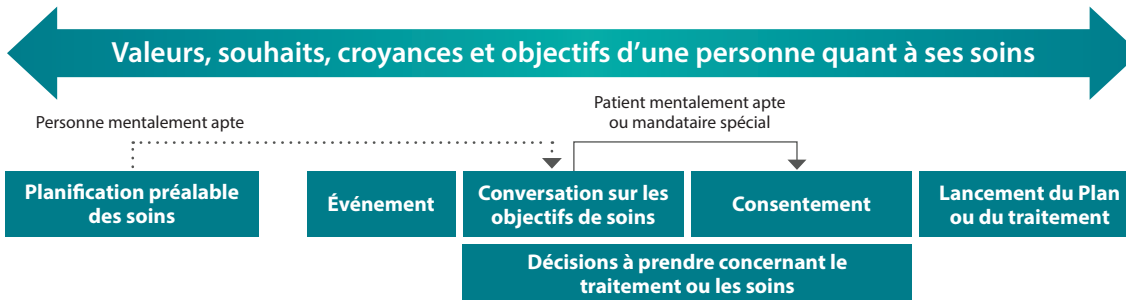 Valeurs, souhaits, croyances et objectifs d’une personne quant à ses soins
Personne mentalement apte
Patient mentalement apte
ou mandataire spécial
Planification préalable
des soins
Événement
Conversation sur les
objectifs de soins
Consentement
Lancement du Plan
ou du traitement
Décisions à prendre concernant le
traitement ou les soins